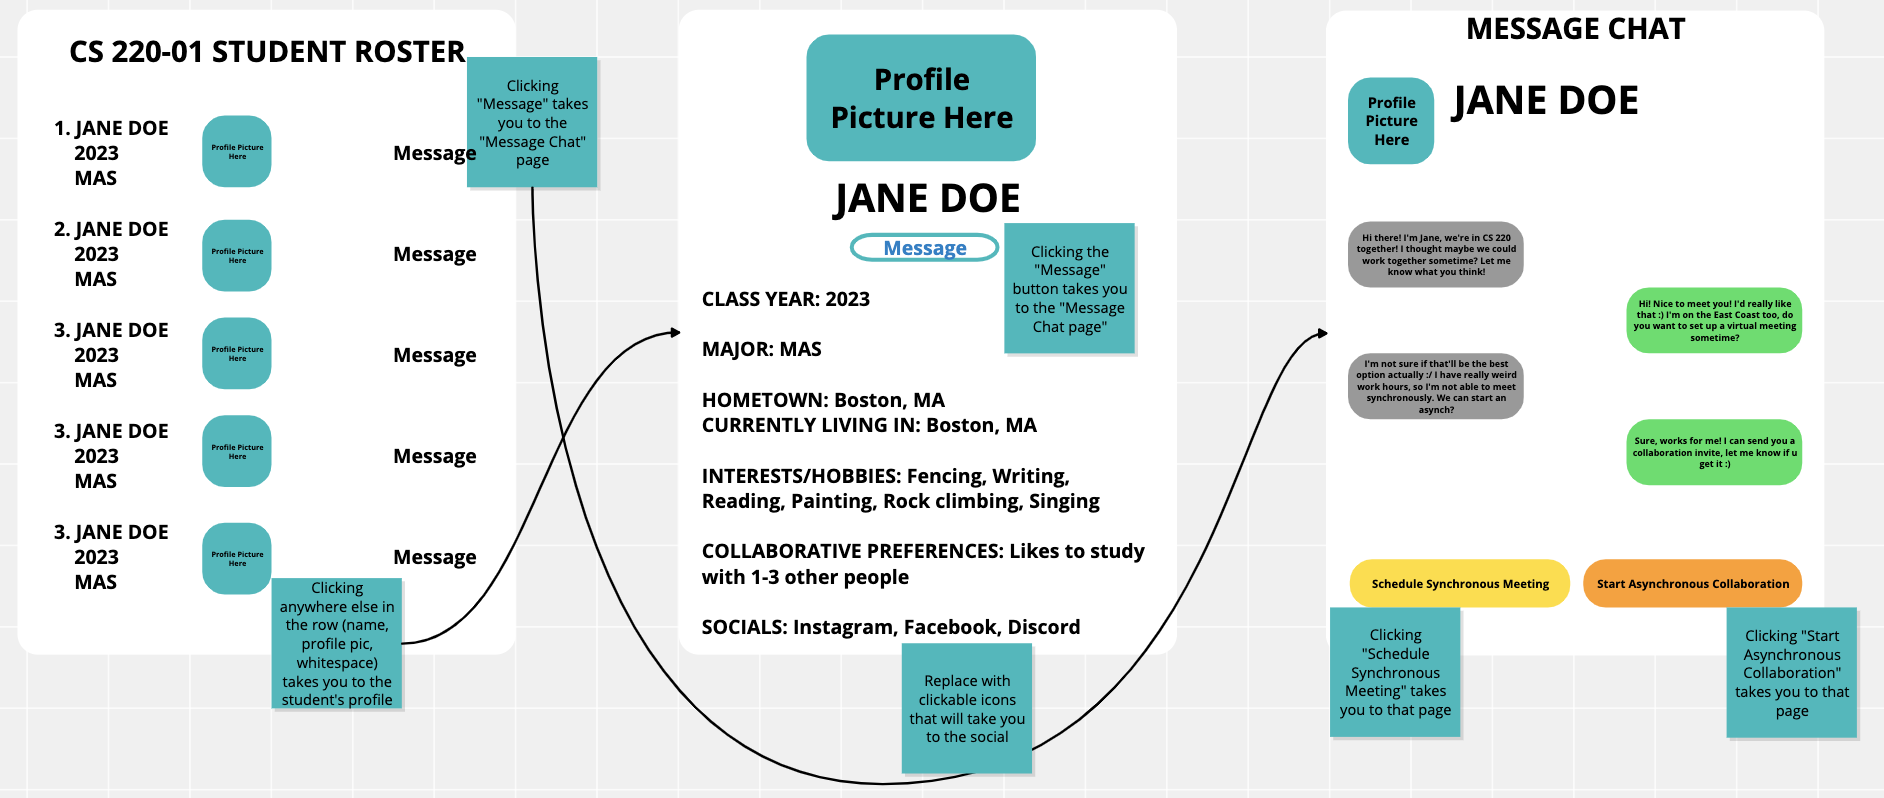 CS 220-01 STUDENT ROSTER
Clicking
"Message" takes
you to the
"Message Chat"
page
1. JANE DOE
2023
MAS
Profile Picture
Here
Message
2. JANE DOE
2023
MAS
Profile Picture
Here
Message
3. JANE DOE
2023
MAS
Profile Picture
Here
Message
3. JANE DOE
2023
MAS
Profile Picture
Here
Message
3. JANE DOE
2023
MAS
Profile Picture
Here
Message
Clicking
anywhere else in
the row (name,
profile pic,
whitespace)
takes you to the
student's profile
Profile
Picture Here
JANE DOE
Message
Clicking the
"Message"
button takes you
to the "Message
Chat page"
CLASS YEAR: 2023
MAJOR: MAS
HOMETOWN: Boston, MA
CURRENTLY LIVING IN: Boston, MA
INTERESTS/HOBBIES: Fencing, Writing,
Reading, Painting, Rock climbing, Singing
COLLABORATIVE PREFERENCES: Likes to study
with 1-3 other people
SOCIALS: Instagram, Facebook, Discord
Replace with
clickable icons
that will take you
to the social
MESSAGE CHAT
Profile
Picture
Here
JANE DOE
Hi there! I'm Jane, we're in CS 220
together! I thought maybe we could
work together sometime? Let me
know what you think!
Hi! Nice to meet you! I'd really like
that :) I'm on the East Coast too, do
you want to set up a virtual meeting
sometime?
I'm not sure if that'll be the best
option actually :/ I have really weird
work hours, so I'm not able to meet
synchronously. We can start an
asynch?
Sure, works for me! I can send you a
collaboration invite, let me know if u
get it :)
Schedule Synchronous Meeting
Start Asynchronous Collaboration
Clicking
"Schedule
Synchronous
Meeting" takes
you to that page
Clicking "Start
Asynchronous
Collaboration"
takes you to that
page